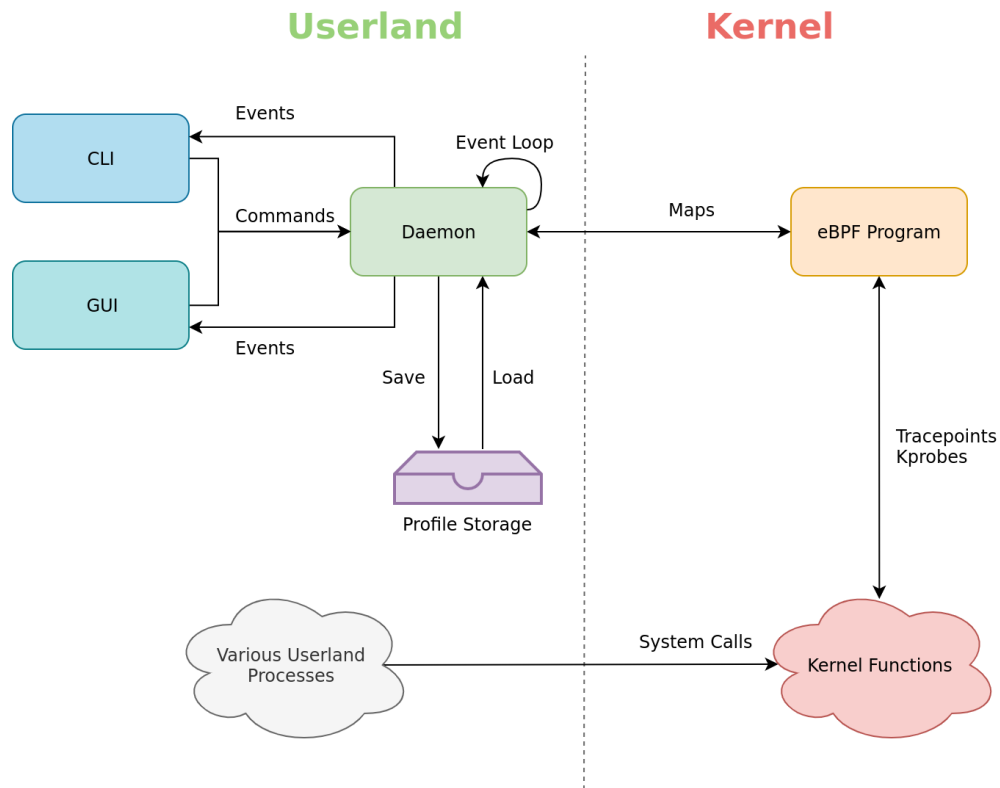 Userland
Kernel
Events
CLI
Event Loop
Commands
Daemon
Maps
eBPF Program
GUI
Events
Save
Load
Tracepoints
Kprobes
Profile Storage
Various Userland
Processes
System Calls
Kernel Functions